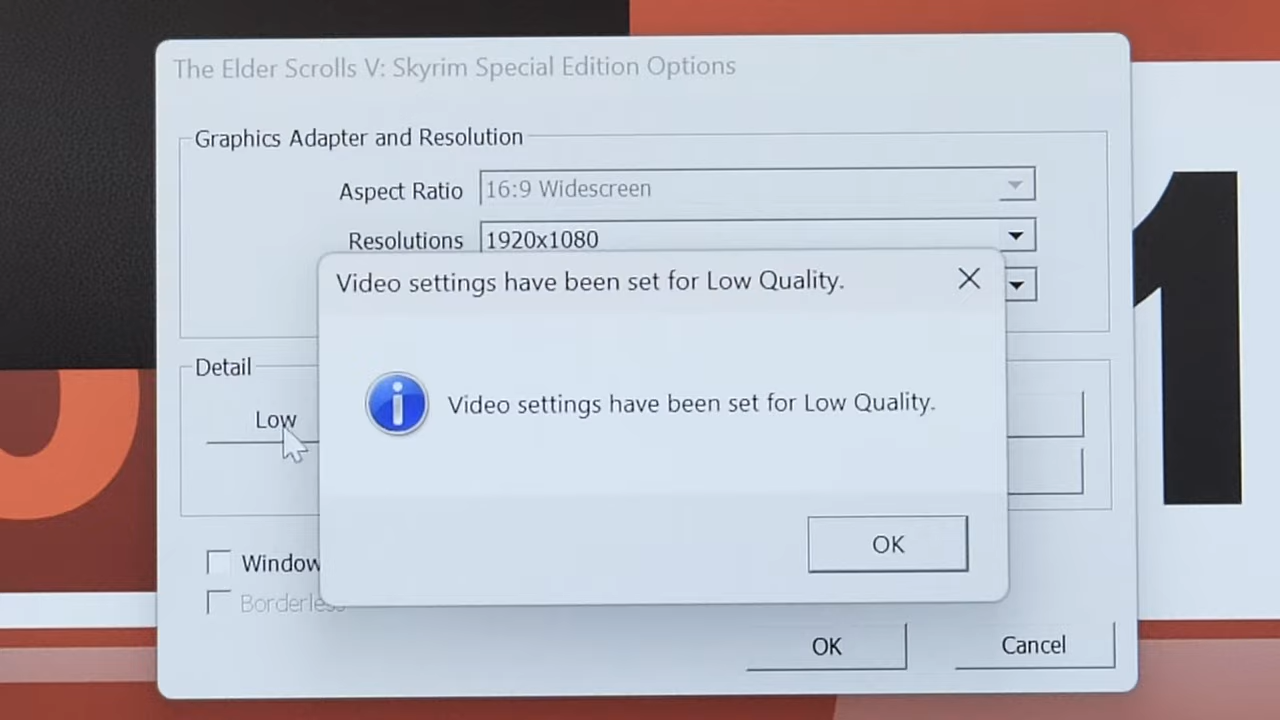 The Elder Scrolls V: Skyrim Special Edition Options
Graphics Adapter and Resolution
Aspect Ratio 16:9 Widescreen
Resolutions 1920x1080
Video settings have been set for Low Quality.
Detail
Low
Video settings have been set for Low Quality.
OK
Window
Borderless
OK Cancel
1